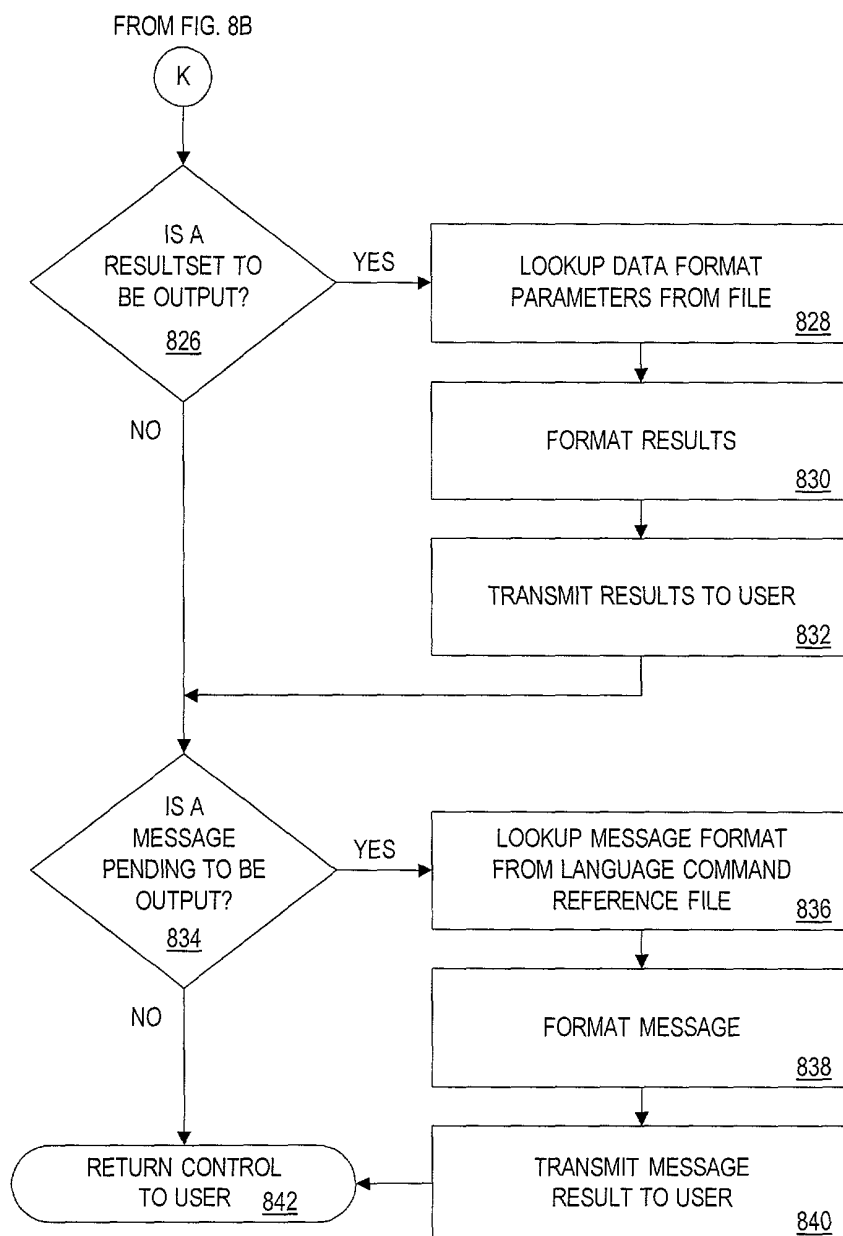 FROM FIG. 8B
K
IS A
RESULTSET TO
BE OUTPUT?
826
YES
LOOKUP DATA FORMAT
PARAMETERS FROM FILE
828
FORMAT RESULTS
830
TRANSMIT RESULTS TO USER
832
NO
IS A
MESSAGE
PENDING TO BE
OUTPUT?
834
YES
LOOKUP MESSAGE FORMAT
FROM LANGUAGE COMMAND
REFERENCE FILE
836
FORMAT MESSAGE
838
TRANSMIT MESSAGE
RESULT TO USER
840
NO
RETURN CONTROL
TO USER
842